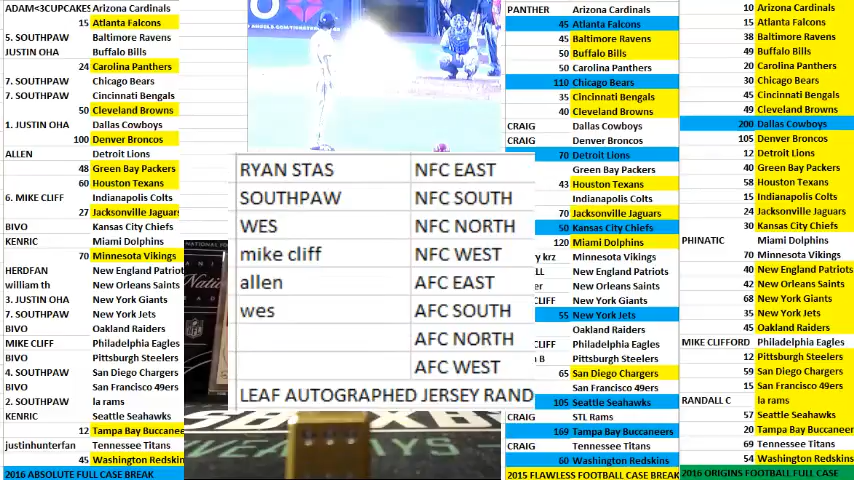 ADAM<3CUPCAKES Arizona Cardinals
15 Atlanta Falcons
5. SOUTHPAW Baltimore Ravens
JUSTIN OHA Buffalo Bills
24 Carolina Panthers
7. SOUTHPAW Chicago Bears
7. SOUTHPAW Cincinnati Bengals
50 Cleveland Browns
1. JUSTIN OHA Dallas Cowboys
100 Denver Broncos
ALLEN Detroit Lions
48 Green Bay Packers
60 Houston Texans
6. MIKE CLIFF Indianapolis Colts
27 Jacksonville Jaguars
BIVO Kansas City Chiefs
KENRIC Miami Dolphins
70 Minnesota Vikings
HERDFAN New England Patriots
william th New Orleans Saints
3. JUSTIN OHA New York Giants
7. SOUTHPAW New York Jets
BIVO Oakland Raiders
MIKE CLIFF Philadelphia Eagles
BIVO Pittsburgh Steelers
4. SOUTHPAW San Diego Chargers
BIVO San Francisco 49ers
2. SOUTHPAW la rams
KENRIC Seattle Seahawks
12 Tampa Bay Buccanee
justinhunterfan Tennessee Titans
45 Washington Redskins
2016 ABSOLUTE FULL CASE BREAK
RYAN STAS NFC EAST
SOUTHPAW NFC SOUTH
WES NFC NORTH
mike cliff NFC WEST
allen AFC EAST
wes AFC SOUTH
AFC NORTH
AFC WEST
LEAF AUTOGRAPHED JERSEY RAND
PANTHER Arizona Cardinals
45 Atlanta Falcons
45 Baltimore Ravens
50 Buffalo Bills
50 Carolina Panthers
110 Chicago Bears
35 Cincinnati Bengals
40 Cleveland Browns
CRAIG Dallas Cowboys
CRAIG Denver Broncos
70 Detroit Lions
Green Bay Packers
43 Houston Texans
Indianapolis Colts
70 Jacksonville Jaguars
50 Kansas City Chiefs
120 Miami Dolphins
y krz Minnesota Vikings
LL New England Patriots
New Orleans Saints
CLIFF New York Giants
55 New York Jets
Oakland Raiders
CLIFF Philadelphia Eagles
n B Pittsburgh Steelers
65 San Diego Chargers
San Francisco 49ers
105 Seattle Seahawks
CRAIG STL Rams
169 Tampa Bay Buccaneers
CRAIG Tennessee Titans
60 Washington Redskins
2015 FLAWLESS FOOTBALL CASE BREAK
10 Arizona Cardinals
15 Atlanta Falcons
38 Baltimore Ravens
49 Buffalo Bills
20 Carolina Panthers
30 Chicago Bears
45 Cincinnati Bengals
49 Cleveland Browns
200 Dallas Cowboys
105 Denver Broncos
12 Detroit Lions
40 Green Bay Packers
58 Houston Texans
15 Indianapolis Colts
24 Jacksonville Jaguars
30 Kansas City Chiefs
PHINATIC Miami Dolphins
70 Minnesota Vikings
40 New England Patriots
42 New Orleans Saints
68 New York Giants
35 New York Jets
45 Oakland Raiders
MIKE CLIFFORD Philadelphia Eagles
12 Pittsburgh Steelers
59 San Diego Chargers
15 San Francisco 49ers
RANDALL C la rams
57 Seattle Seahawks
20 Tampa Bay Buccaneers
69 Tennessee Titans
54 Washington Redskins
2016 ORIGINS FOOTBALL FULL CASE